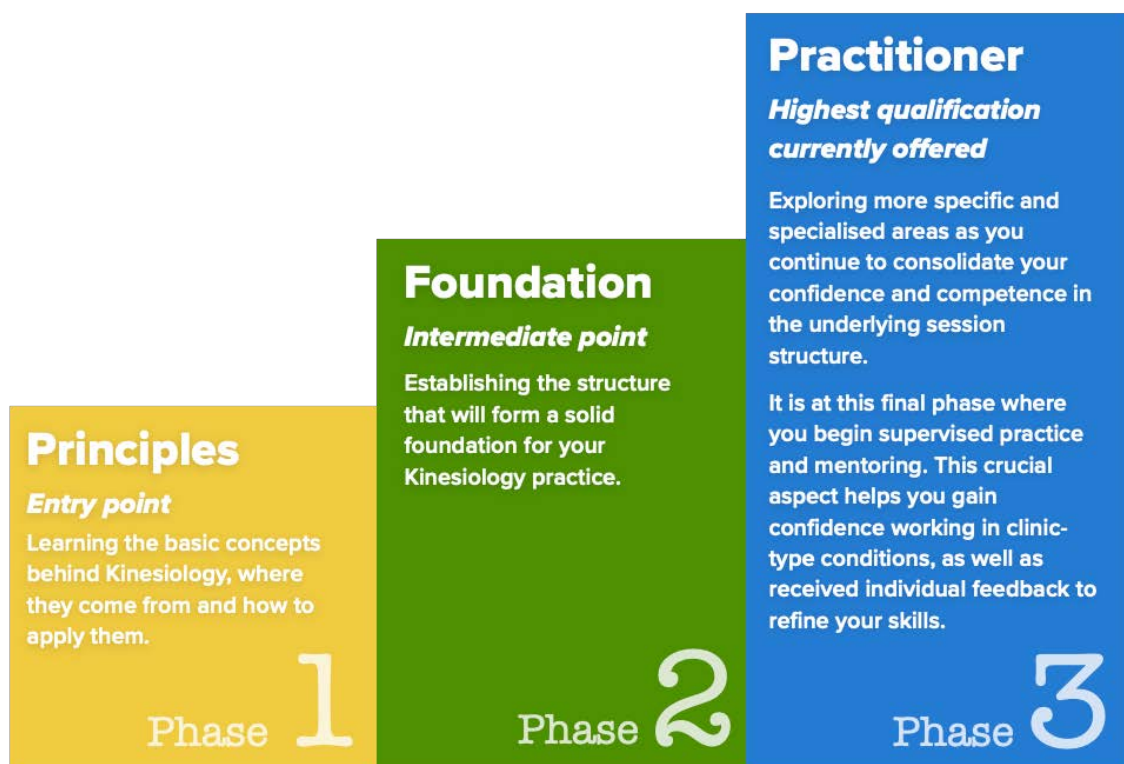 Principles
Entry point
Learning the basic concepts
behind Kinesiology, where
they come from and how to
apply them.
Phase 1
Foundation
Intermediate point
Establishing the structure
that will form a solid
foundation for your
Kinesiology practice.
Phase 2
Practitioner
Highest qualification
currently offered
Exploring more specific and
specialised areas as you
continue to consolidate your
confidence and competence in
the underlying session
structure.
It is at this final phase where
you begin supervised practice
and mentoring. This crucial
aspect helps you gain
confidence working in clinic-
type conditions, as well as
received individual feedback to
refine your skills.
Phase 3